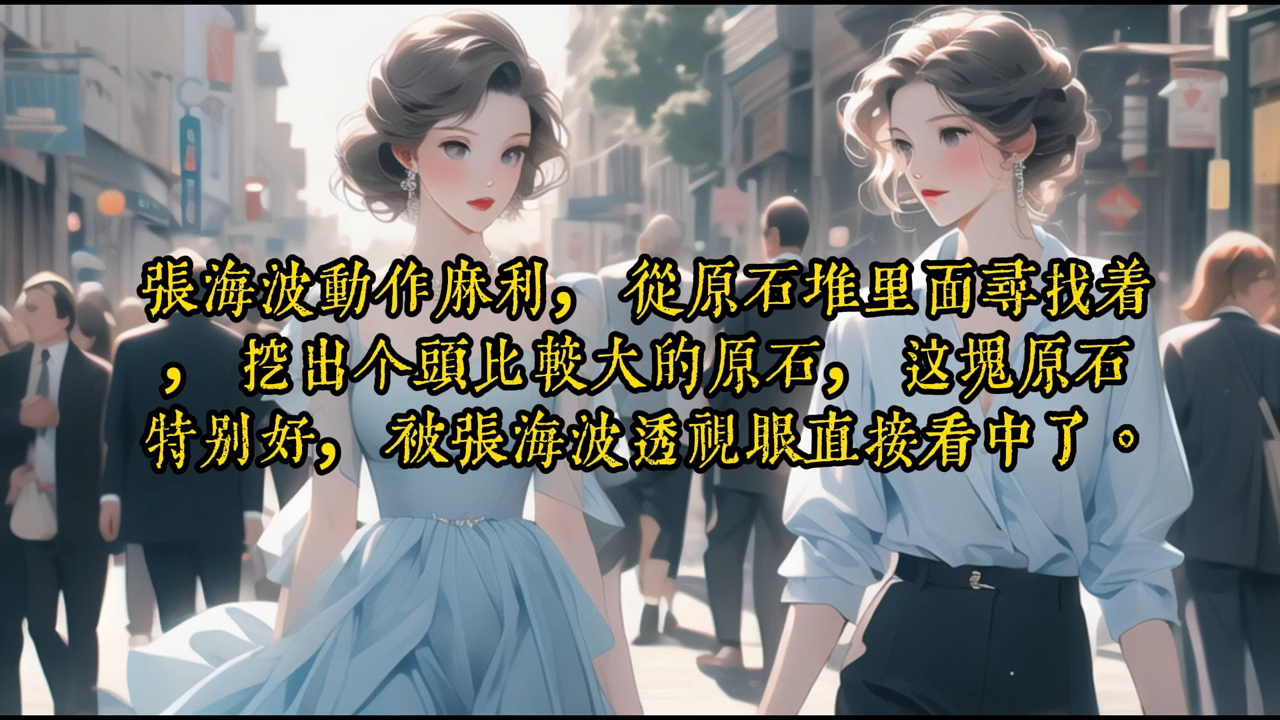 張海波動作麻利, 從原石堆里面尋找着
, 挖出个頭比較大的原石, 这塊原石
特别好, 被張海波透視眼直接看中了。